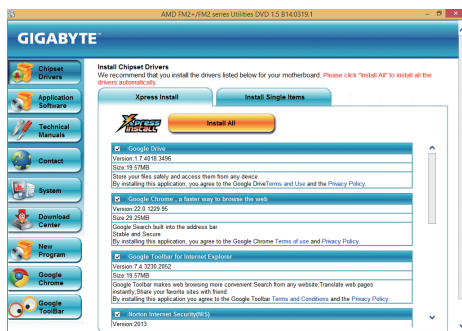 AMD FM2+/FM2 series Utilities DVD 1.5 B14.0319.1
GIGABYTE™
Chipset
Drivers
Application
Software
Technical
Manuals
Contact
System
Download
Center
New
Program
Google
Chrome
Google
ToolBar
Install Chipset Drivers
We recommend that you install the drivers listed below for your motherboard. Please click "Install All" to install all the
drivers automatically.
Xpress Install
Install Single Items
Xpress
INSTALL
Install All
Google Drive
Version:1.7.4018.3496
Size:19.57MB
Store your files safely and access them from any device.
By installing this application, you agree to the Google DriveTerms and Use and the Privacy Policy.
Google Chrome , a faster way to browse the web
Version:22.0.1229.95
Size:29.25MB
Google Search built into the address bar
Stable and Secure
By installing this application, you agree to the Google Chrome Terms of use and Privacy Policy.
Google Toolbar for Internet Explorer
Version:7.4.3230.2052
Size:19.57MB
Google Toolbar makes web browsing more convenient:Search from any website;Translate web pages
instantly;Share your favorite sites with friend.
By installing this application you agree to the Google Toolbar Terms and Conditions and the Privacy Policy.
Norton Internet Security(NIS)
Version:2013